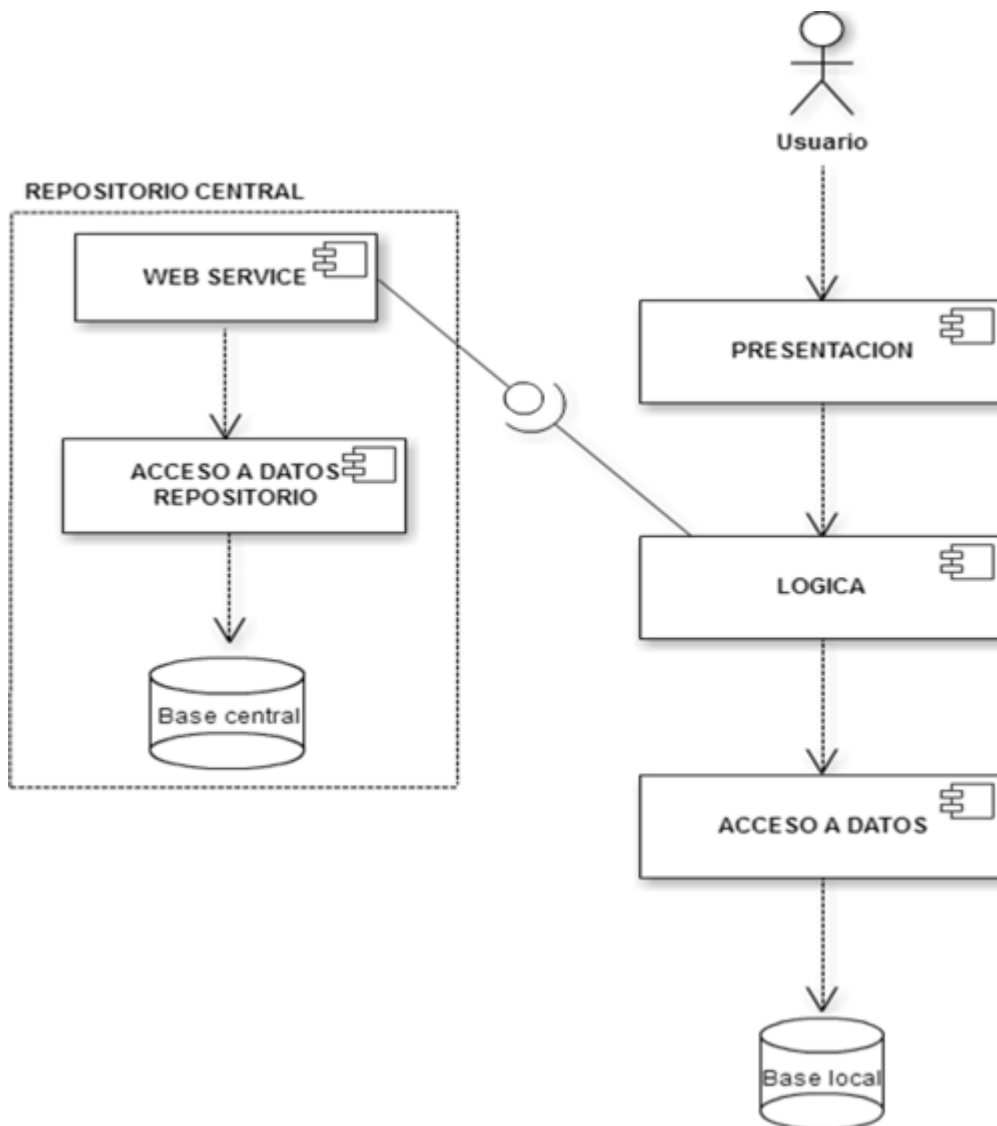 Usuario
REPOSITORIO CENTRAL
WEB SERVICE
PRESENTACION
ACCESO A DATOS
REPOSITORIO
LOGICA
Base central
ACCESO A DATOS
Base local